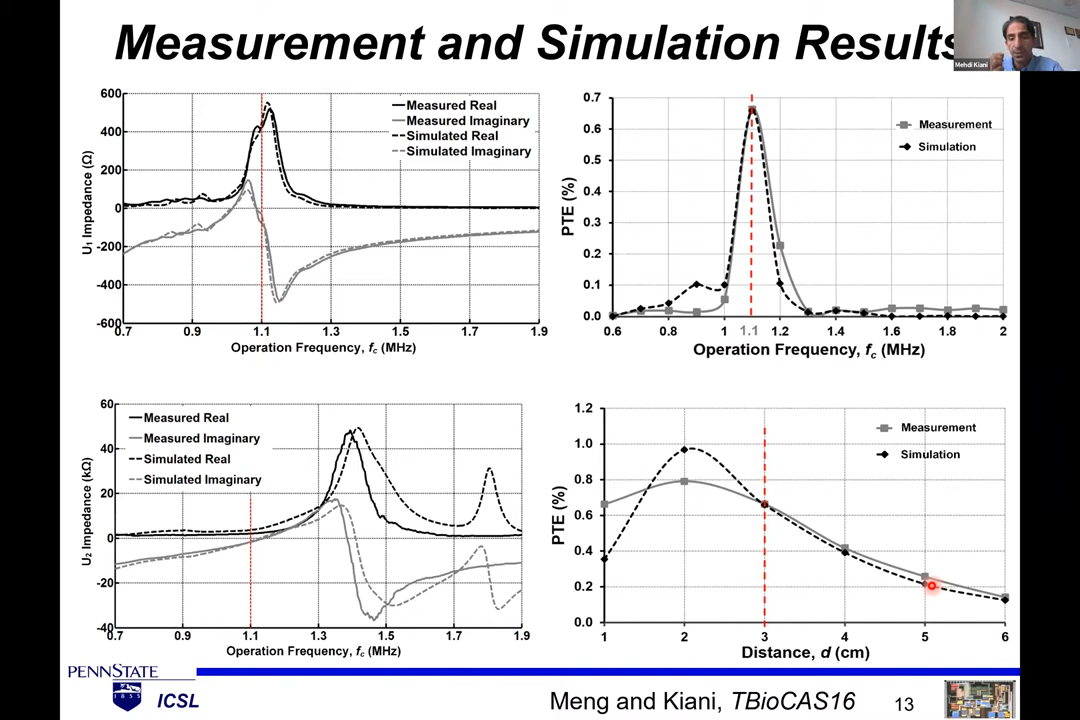 Measurement and Simulation Results
Mehdi Kiani
600
400
200
0
-200
-400
-600
U1 Impedance (Ω)
Measured Real
Measured Imaginary
Simulated Real
Simulated Imaginary
0.7 0.9 1.1 1.3 1.5 1.7 1.9
Operation Frequency, fc (MHz)
0.7
0.6
0.5
0.4
0.3
0.2
0.1
0.0
PTE (%)
Measurement
Simulation
0.6 0.8 1 1.1 1.2 1.4 1.6 1.8 2
Operation Frequency, fc (MHz)
60
40
20
0
-20
-40
U2 Impedance (kΩ)
Measured Real
Measured Imaginary
Simulated Real
Simulated Imaginary
0.7 0.9 1.1 1.3 1.5 1.7 1.9
Operation Frequency, fc (MHz)
1.2
1.0
0.8
0.6
0.4
0.2
0.0
PTE (%)
Measurement
Simulation
1 2 3 4 5 6
Distance, d (cm)
PENNSTATE
1855
ICSL
Meng and Kiani, TBioCAS16
13